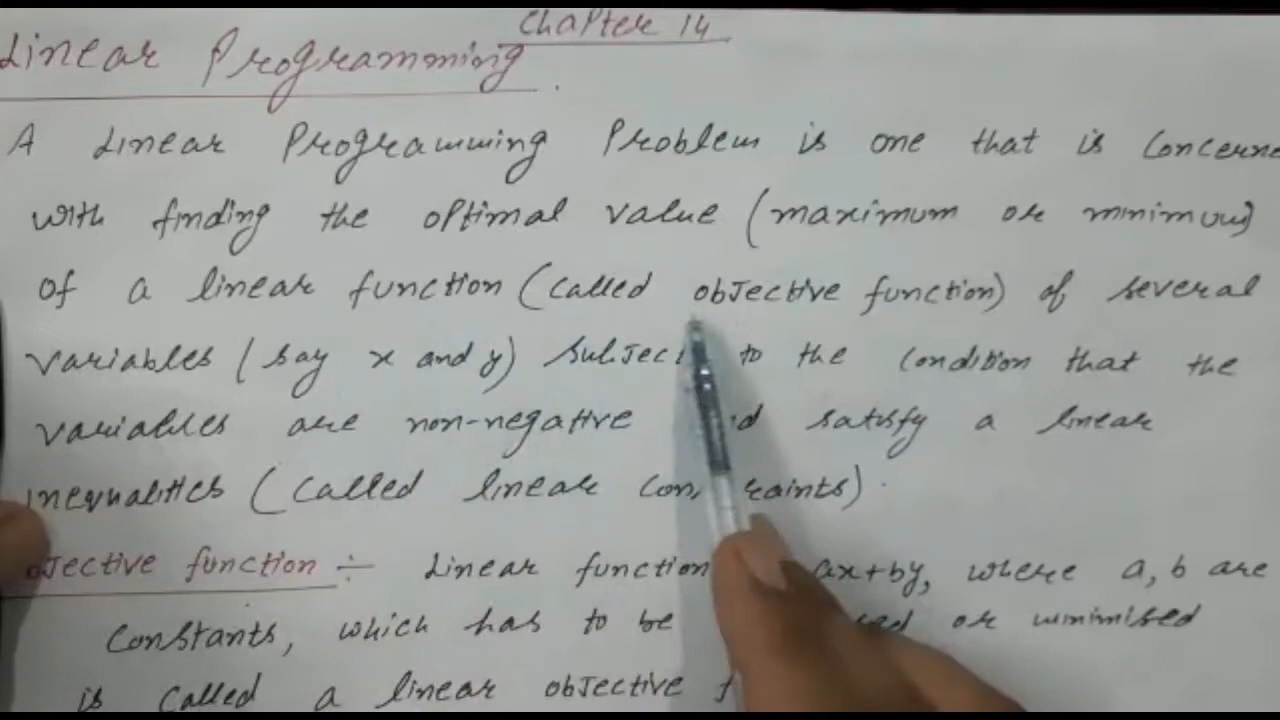 Chapter 14
Linear Programming
A Linear Programming Problem is one that is Concerne
with finding the optimal value (maximum or minimum)
of a linear function (called objective function) of several
variables (say x and y) subject to the condition that the
variables are non-negative satisfy a linear
inequalities (called linear constraints).
objective function ÷ Linear function ax+by, where a, b are
Constants, which has to be or minimised
is called a linear objective f